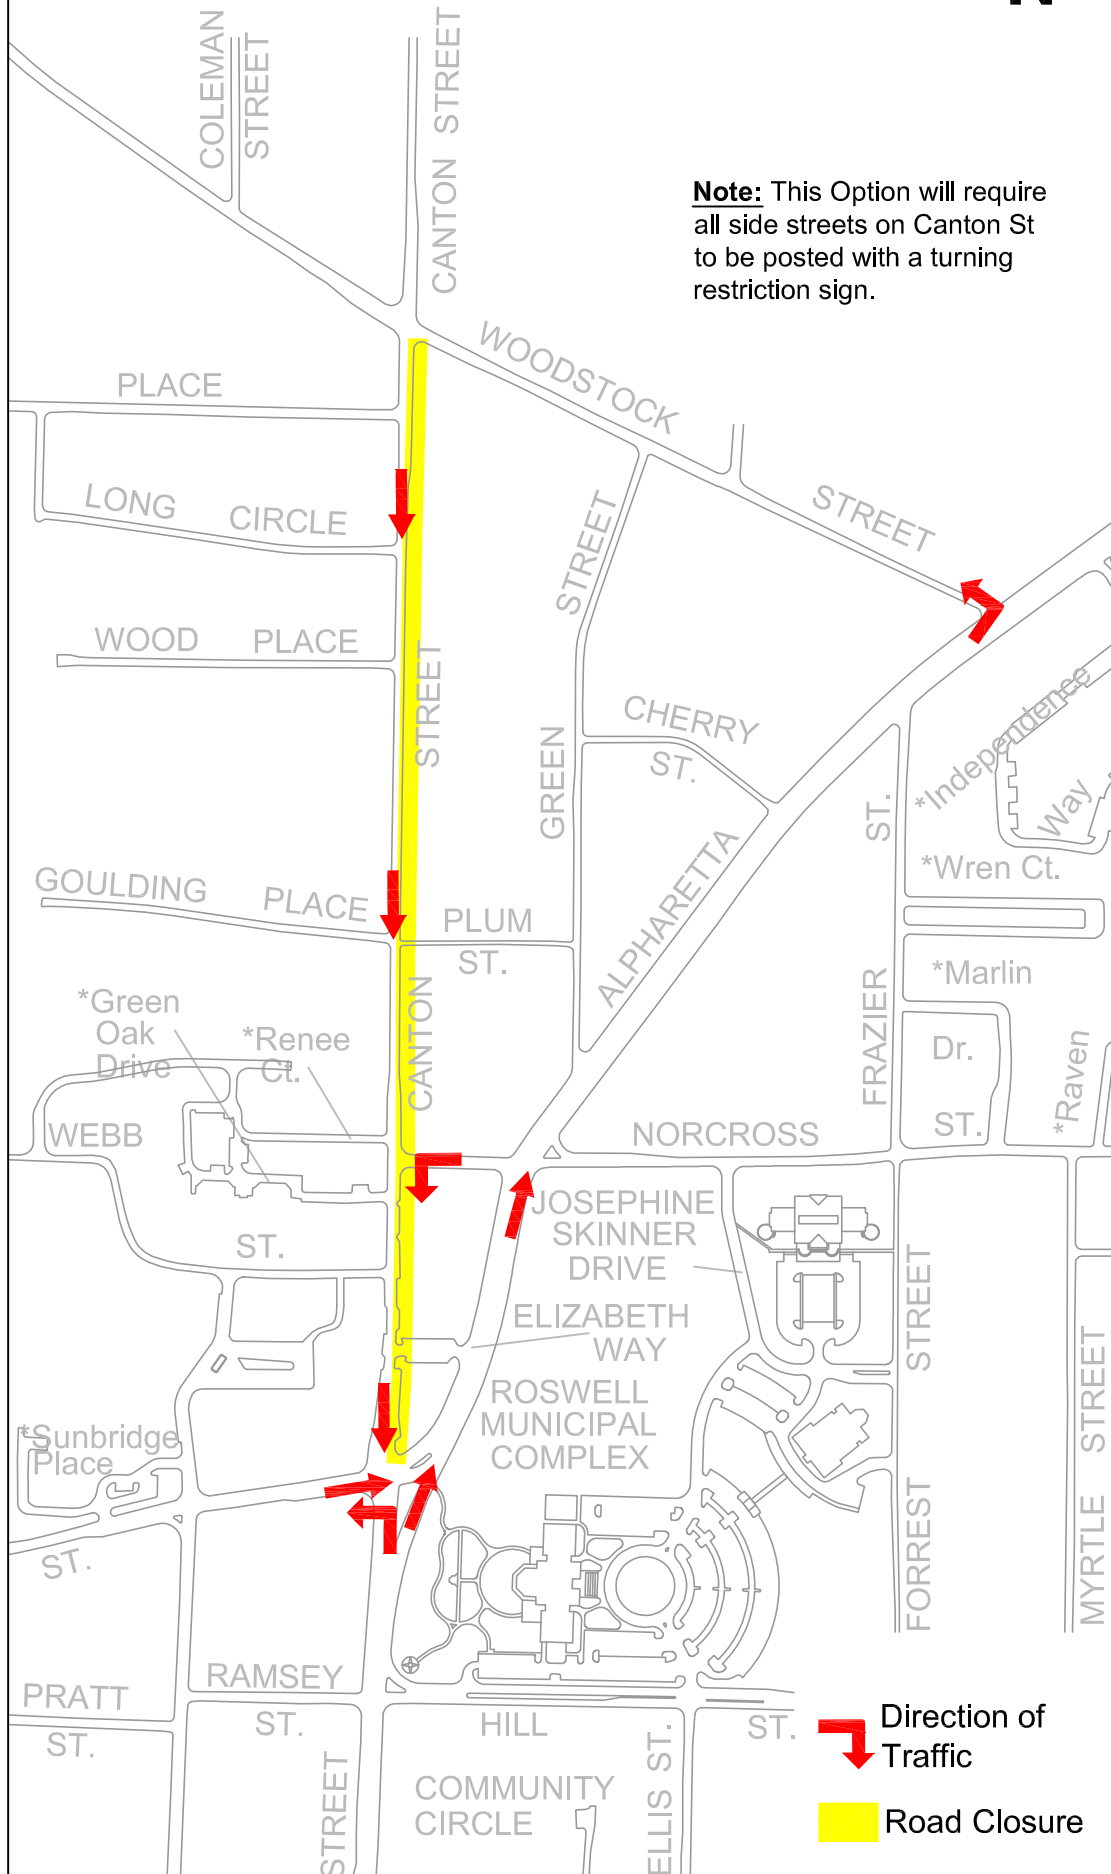 N
COLEMAN
STREET
CANTON STREET
Note: This Option will require
all side streets on Canton St
to be posted with a turning
restriction sign.
WOODSTOCK
STREET
PLACE
LONG CIRCLE
WOOD PLACE
STREET
GREEN
STREET
CHERRY
ST.
*Independence
Way
ST.
*Wren Ct.
ALPHARETTA
GOULDING PLACE
PLUM
ST.
CANTON
*Marlin
Dr.
FRAZIER
*Green
Oak
Drive
*Renee
Ct.
*Raven
ST.
WEBB
NORCROSS
JOSEPHINE
SKINNER
DRIVE
ST.
ELIZABETH
WAY
STREET
ROSWELL
MUNICIPAL
COMPLEX
*Sunbridge
Place
ST.
FORREST
MYRTLE STREET
RAMSEY
ST.
PRATT
ST.
HILL
ST.
STREET
COMMUNITY
CIRCLE
ELLIS ST.
Direction of
Traffic
Road Closure